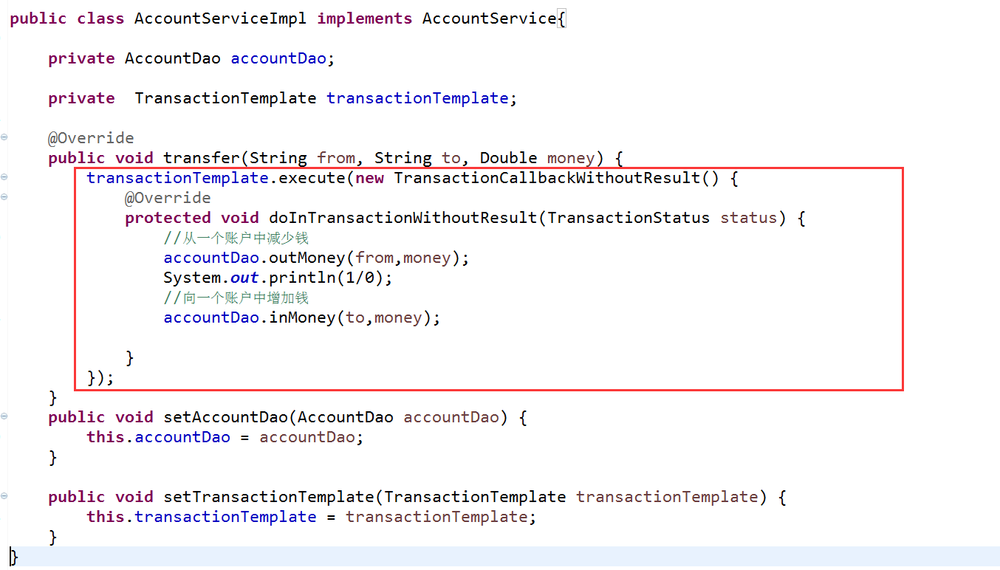 public class AccountServiceImpl implements AccountService{
private AccountDao accountDao;
private  TransactionTemplate transactionTemplate;
@Override
public void transfer(String from, String to, Double money) {
transactionTemplate.execute(new TransactionCallbackWithoutResult() {
@Override
protected void doInTransactionWithoutResult(TransactionStatus status) {
//从一个账户中减少钱
accountDao.outMoney(from,money);
System.out.println(1/0);
//向一个账户中增加钱
accountDao.inMoney(to,money);
}
});
}
public void setAccountDao(AccountDao accountDao) {
this.accountDao = accountDao;
}
public void setTransactionTemplate(TransactionTemplate transactionTemplate) {
this.transactionTemplate = transactionTemplate;
}
}